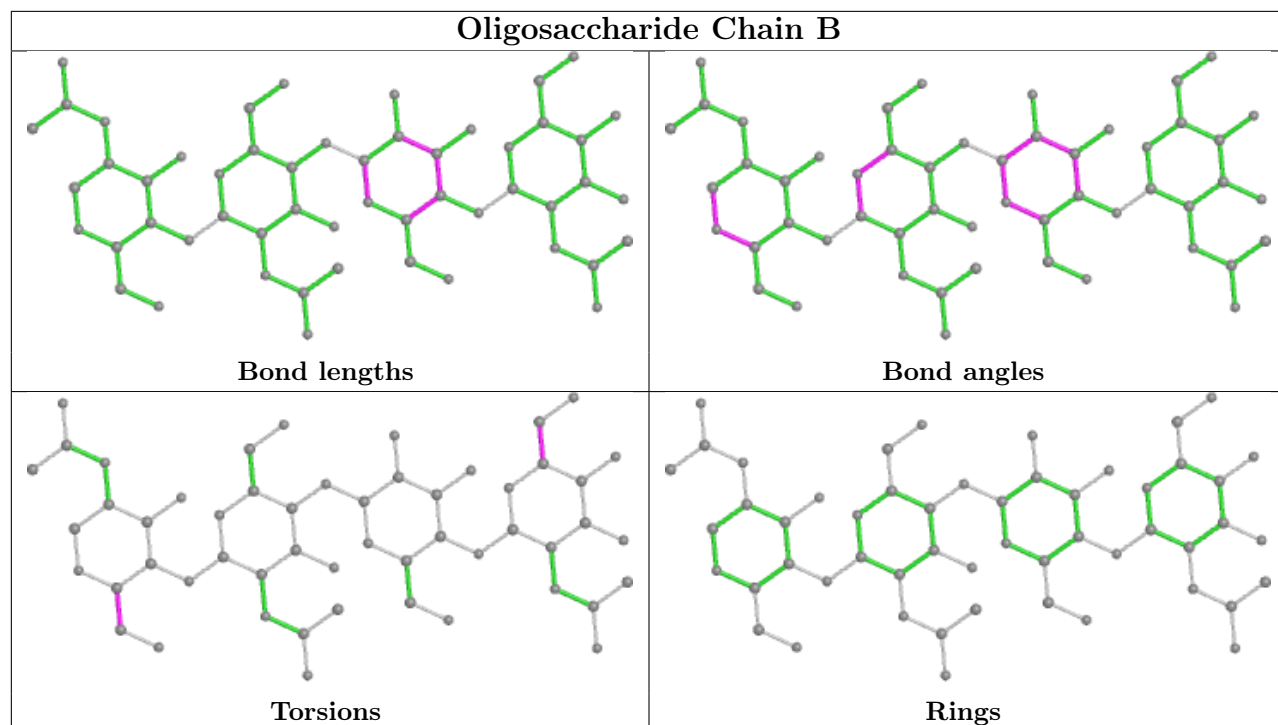 Oligosaccharide Chain B
Bond lengths
Bond angles
Torsions
Rings